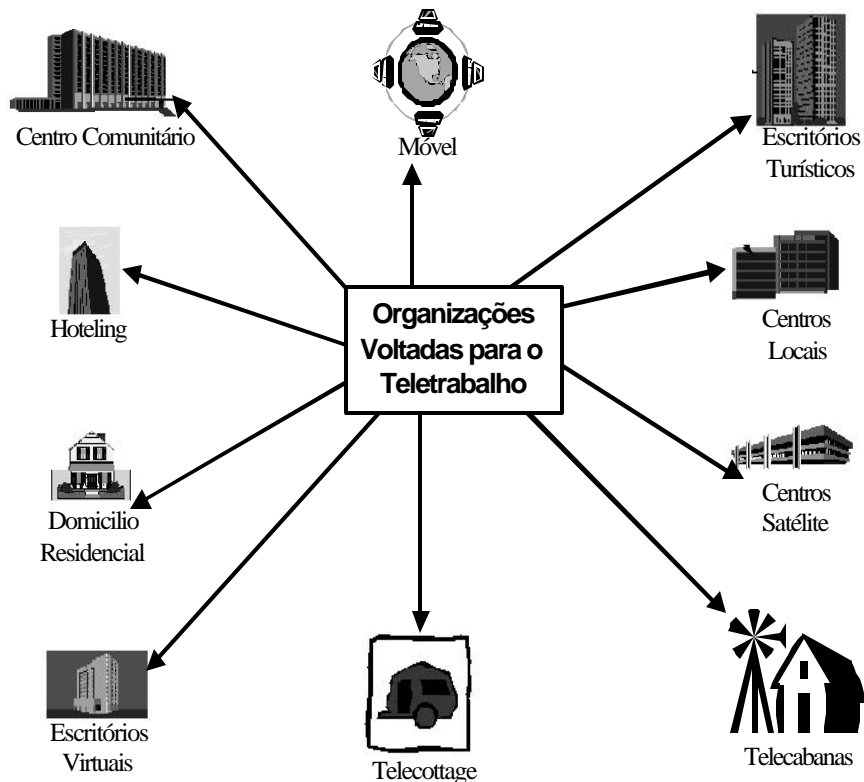 Centro Comunitário
Móvel
Escritórios
Turísticos
Hoteling
Organizações
Voltadas para o
Teletrabalho
Centros
Locais
Domicilio
Residencial
Centros
Satélite
Escritórios
Virtuais
Telecottage
Telecabanas